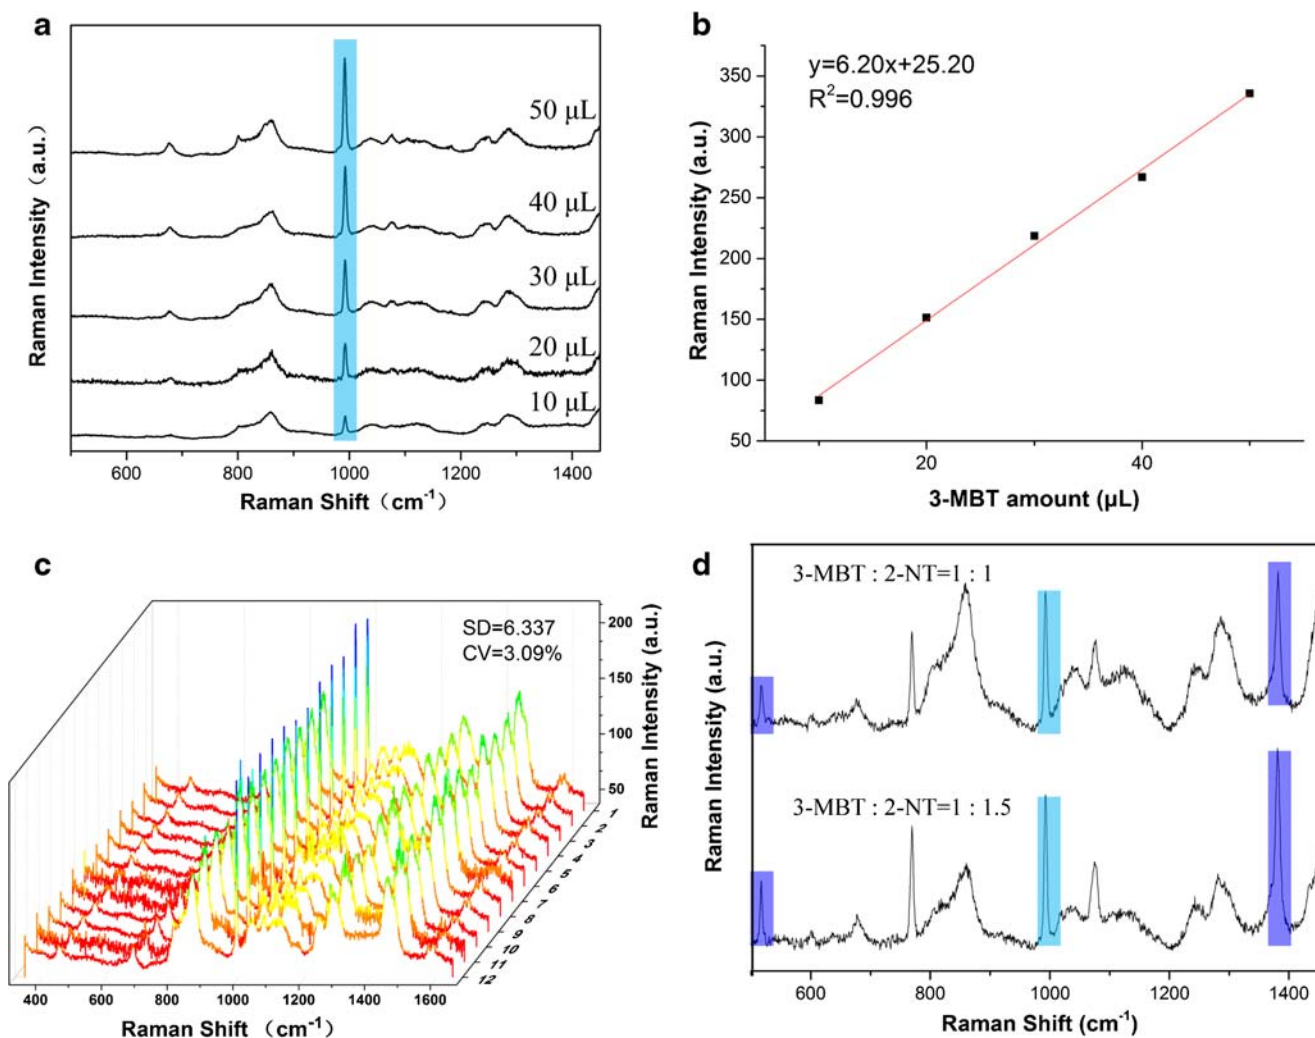 a
50 µL
40 µL
30 µL
20 µL
10 µL
Raman Intensity（a.u.）
600 800 1000 1200 1400
Raman Shift（cm⁻¹）
b
y=6.20x+25.20
R²=0.996
350
300
250
200
150
100
50
Raman Intensity (a.u.)
20 40
3-MBT amount (µL)
c
SD=6.337
CV=3.09%
200
150
100
50
Raman Intensity (a.u.)
1
2
3
4
5
6
7
8
9
10
11
12
400 600 800 1000 1200 1400 1600
Raman Shift （cm⁻¹）
d
3-MBT : 2-NT=1 : 1
3-MBT : 2-NT=1 : 1.5
Raman Intensity (a.u.)
600 800 1000 1200 1400
Raman Shift (cm⁻¹)